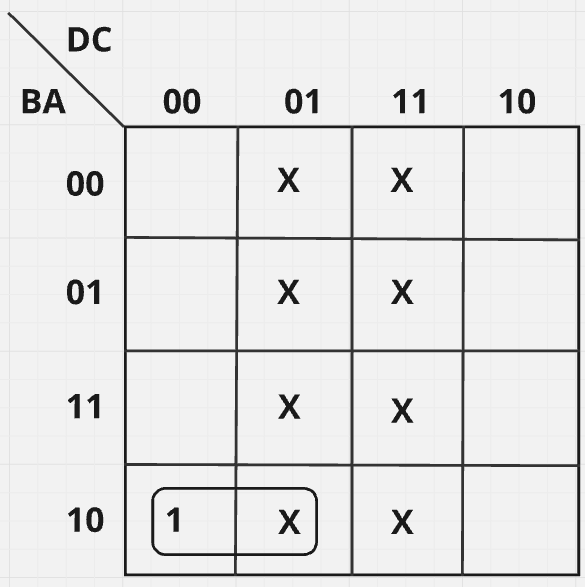 DC
BA 00 01 11 10
00 X X
01 X X
11 X X
10 1 X X